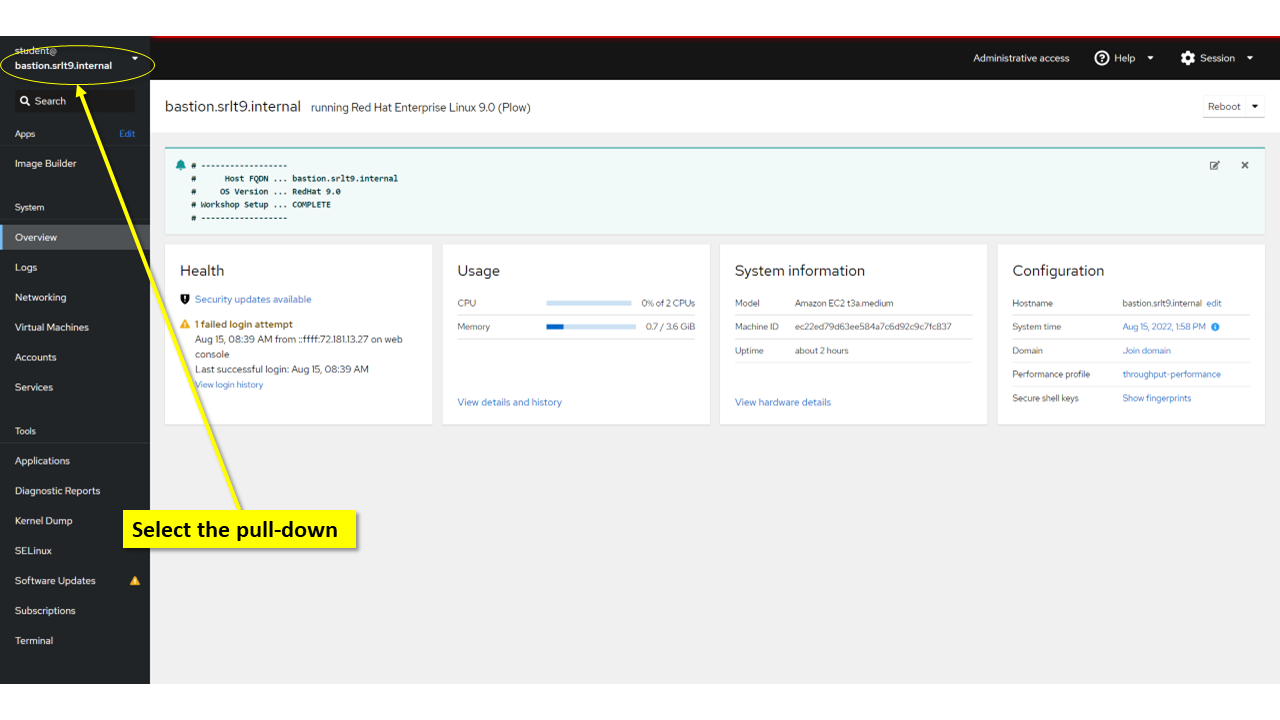 student@
bastion.srlt9.internal
Administrative access
Help
Session
Search
Apps Edit
Image Builder
System
Overview
Logs
Networking
Virtual Machines
Accounts
Services
Tools
Applications
Diagnostic Reports
Kernel Dump
SELinux
Software Updates
Subscriptions
Terminal
bastion.srlt9.internal running Red Hat Enterprise Linux 9.0 (Plow)
Reboot
# ------------------
# Host FQDN ... bastion.srlt9.internal
# OS Version ... RedHat 9.0
# Workshop Setup ... COMPLETE
# ------------------
Health
Security updates available
1 failed login attempt
Aug 15, 08:39 AM from ::ffff:72.181.13.27 on web
console
Last successful login: Aug 15, 08:39 AM
View login history
Usage
CPU 0% of 2 CPUs
Memory 0.7 / 3.6 GiB
View details and history
System information
Model Amazon EC2 t3a.medium
Machine ID ec22ed79d63ee584a7c6d92c9c7fc837
Uptime about 2 hours
View hardware details
Configuration
Hostname bastion.srlt9.internal edit
System time Aug 15, 2022, 1:58 PM
Domain Join domain
Performance profile throughput-performance
Secure shell keys Show fingerprints
Select the pull-down